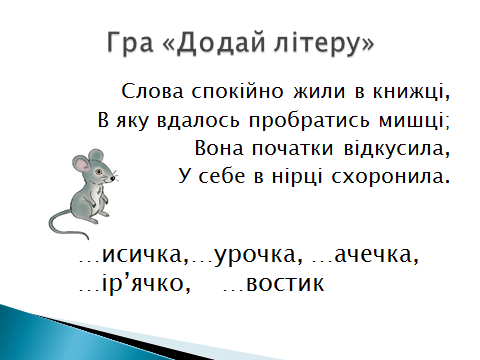 Гра «Додай літеру»
Слова спокійно жили в книжці,
В яку вдалось пробратись мишці;
Вона початки відкусила,
У себе в нірці схоронила.
…исичка,…урочка, …ачечка,
…ір’ячко, …востик